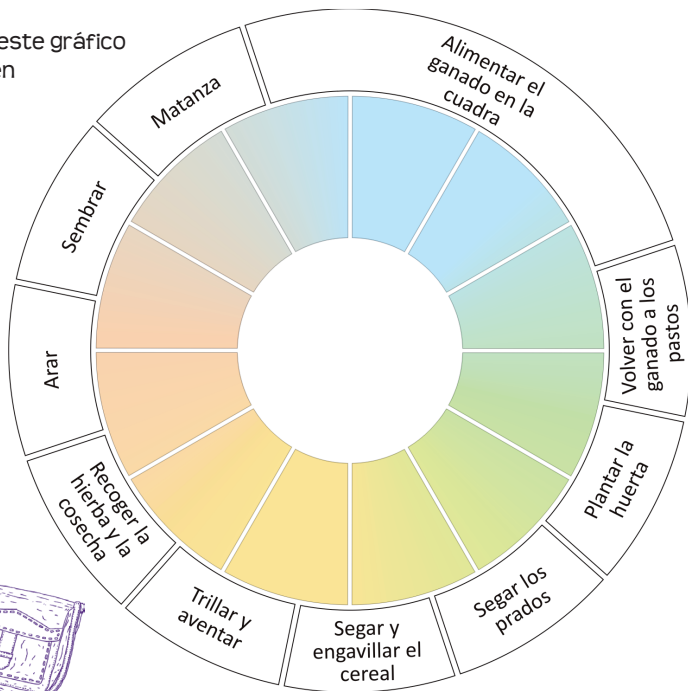 este gráfico
en
Alimentar el
ganado en la
cuadra
Volver con el
ganado a los
pastos
Plantar la
huerta
Segar los
prados
Segar y
engavillar el
cereal
Trillar y
aventar
Recoger la
hierba y la
cosecha
Arar
Sembrar
Matanza